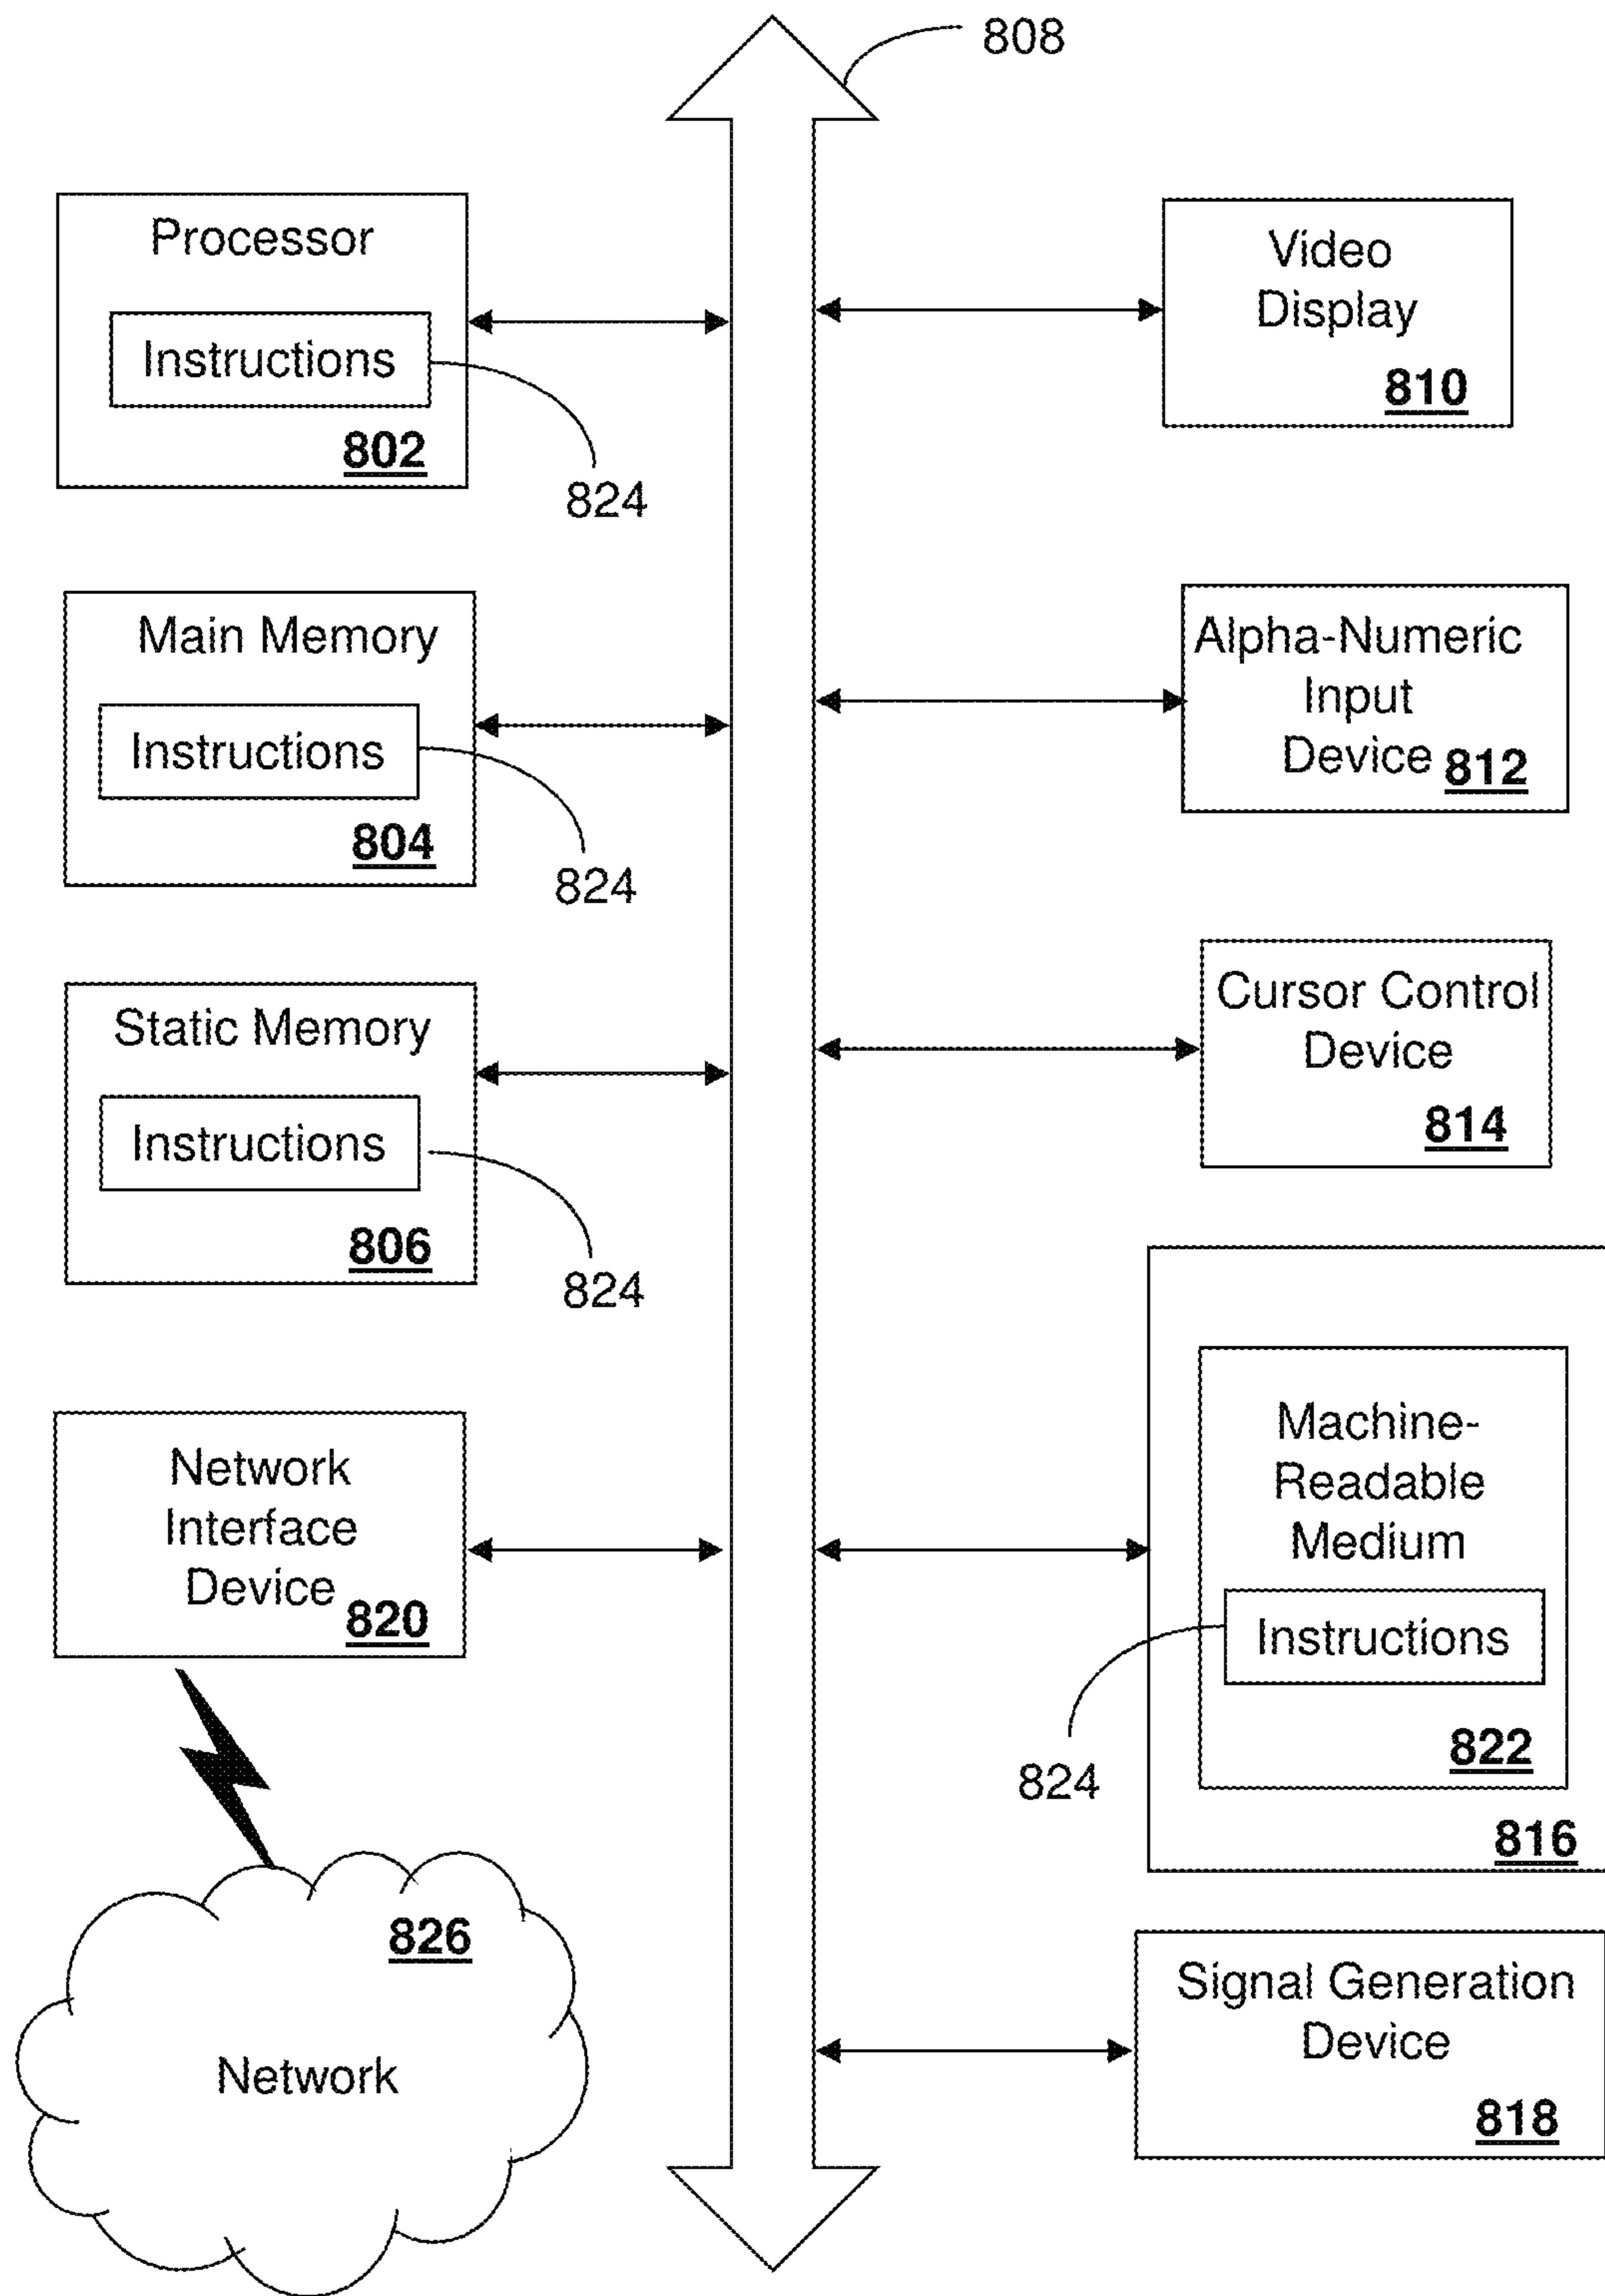 808
Processor
Instructions
802
824
Main Memory
Instructions
804
824
Static Memory
Instructions
806
824
Network
Interface
Device
820
826
Network
Video
Display
810
Alpha-Numeric
Input
Device 812
Cursor Control
Device
814
Machine-
Readable
Medium
Instructions
822
824
816
Signal Generation
Device
818